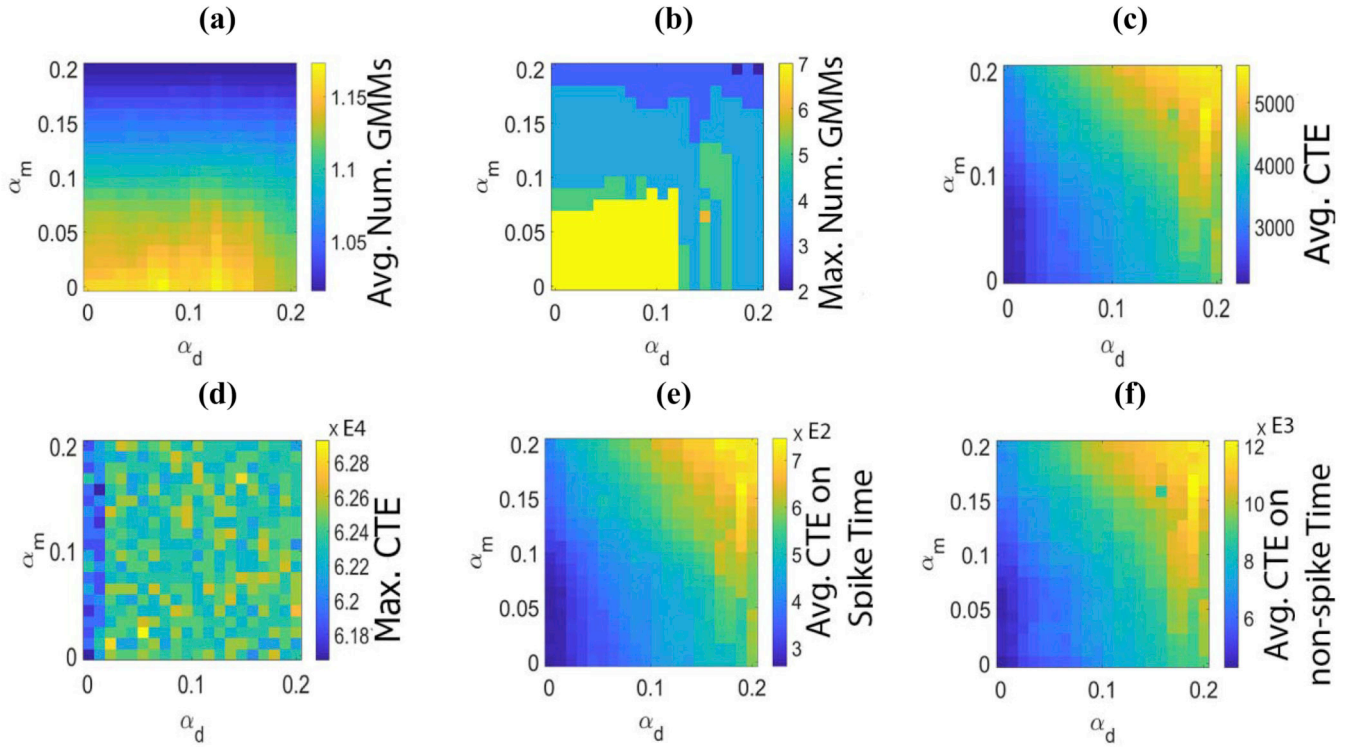 (a)
0.2
0.15
0.1
0.05
0
α_m
0 0.1 0.2
α_d
1.15
1.1
1.05
Avg. Num. GMMs
(b)
0.2
0.15
0.1
0.05
0
α_m
0 0.1 0.2
α_d
7
6
5
4
3
2
Max. Num. GMMs
(c)
0.2
0.1
0
α_m
0 0.1 0.2
α_d
5000
4000
3000
Avg. CTE
(d)
0.2
0.1
0
α_m
0 0.1 0.2
α_d
x E4
6.28
6.26
6.24
6.22
6.2
6.18
Max. CTE
(e)
0.2
0.15
0.1
0.05
0
α_m
0 0.1 0.2
α_d
x E2
7
6
5
4
3
Avg. CTE on
Spike Time
(f)
0.2
0.15
0.1
0.05
0
α_m
0 0.1 0.2
α_d
x E3
12
10
8
6
Avg. CTE on
non-spike Time